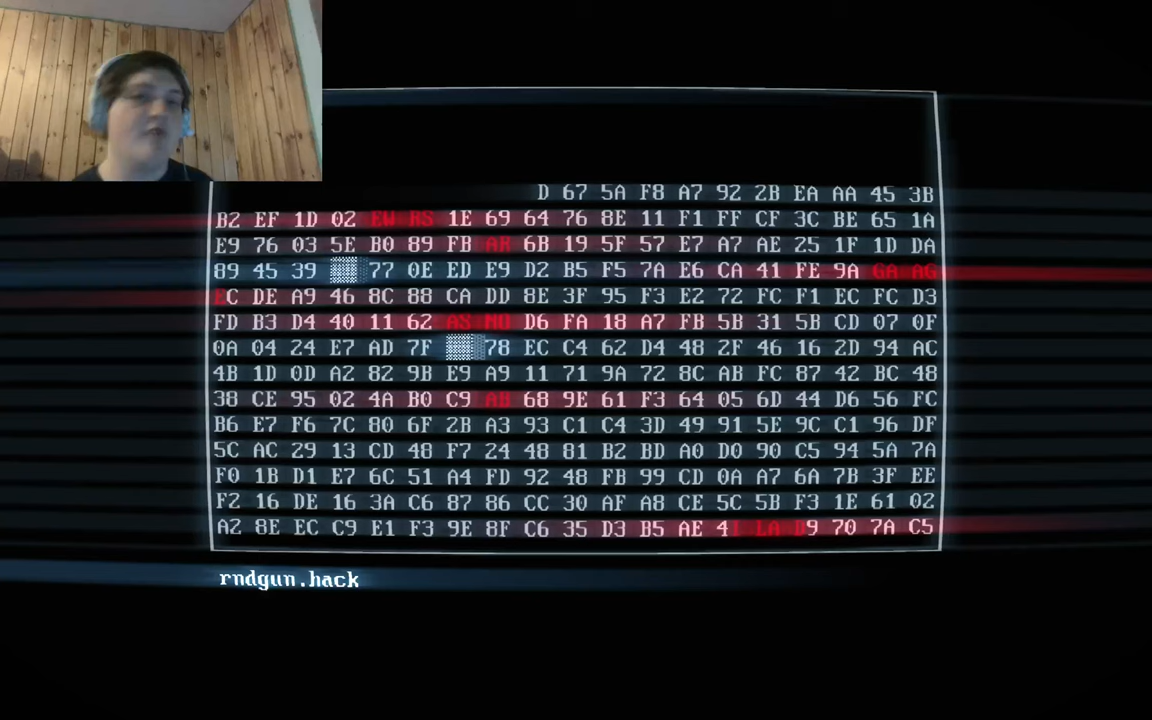 D 67 5A F8 A7 92 2B EA AA 45 3B
B2 EF 1D 02 EW BS 1E 69 64 76 8E 11 F1 FF CF 3C BE 65 1A
E9 76 03 5E B0 89 FB AR 6B 19 5F 57 E7 A7 AE 25 1F 1D DA
89 45 39 77 0E ED E9 D2 B5 F5 7A E6 CA 41 FE 9A GA AG
EC DE A9 46 8C 88 CA DD 8E 3F 95 F3 E2 72 FC F1 EC FC D3
FD B3 D4 40 11 62 AS NO D6 FA 18 A7 FB 5B 31 5B CD 07 0F
0A 04 24 E7 AD 7F 78 EC C4 62 D4 48 2F 46 16 2D 94 AC
4B 1D 0D A2 82 9B E9 A9 11 71 9A 72 8C AB FC 87 42 BC 48
38 CE 95 02 4A B0 C9 AB 68 9E 61 F3 64 05 6D 44 D6 56 FC
B6 E7 F6 7C 80 6F 2B A3 93 C1 C4 3D 49 91 5E 9C C1 96 DF
5C AC 29 13 CD 48 F7 24 48 81 B2 BD A0 D0 90 C5 94 5A 7A
F0 1B D1 E7 6C 51 A4 FD 92 48 FB 99 CD 0A A7 6A 7B 3F EE
F2 16 DE 16 3A C6 87 86 CC 30 AF A8 CE 5C 5B F3 1E 61 02
A2 8E EC C9 E1 F3 9E 8F C6 35 D3 B5 AE 4 LA 9 70 7A C5
rndgun.hack